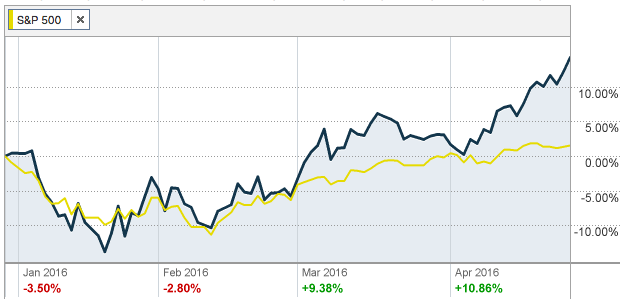 S&P 500 ×
10.00%
5.00%
0.00%
-5.00%
-10.00%
Jan 2016 Feb 2016 Mar 2016 Apr 2016
-3.50% -2.80% +9.38% +10.86%